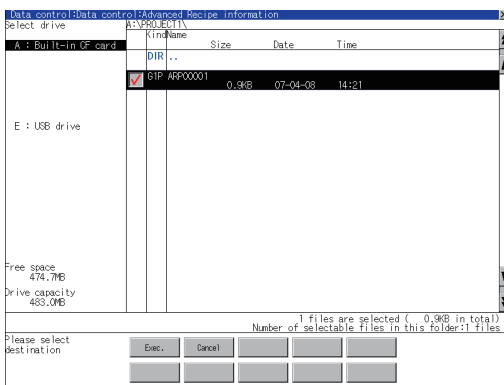 Data control:Data control:Advanced Recipe information
Select drive
A:\PROJECT1\
Kind Name
Size Date Time
A : Built-in CF card
DIR ..
G1P ARP00001
0.9KB 07-04-08 14:21
E : USB drive
Free space
474.7MB
Drive capacity
483.0MB
1 files are selected ( 0.9KB in total)
Number of selectable files in this folder:1 files
Please select
destination
Exec. Cancel